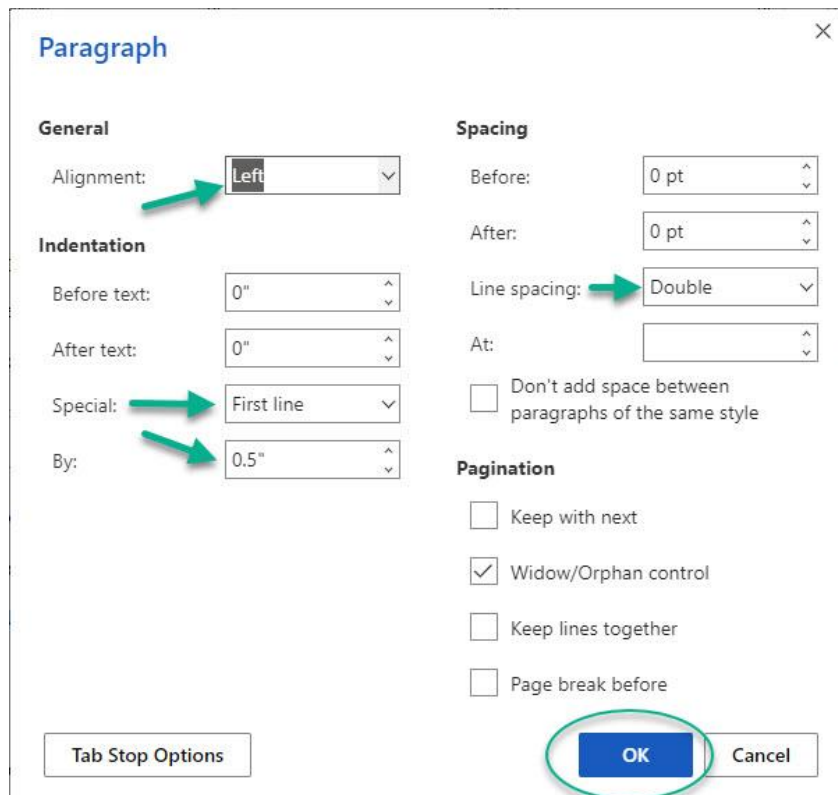 Paragraph
General
Alignment: Left
Indentation
Before text: 0"
After text: 0"
Special: First line
By: 0.5"
Spacing
Before: 0 pt
After: 0 pt
Line spacing: Double
At:
Don't add space between
paragraphs of the same style
Pagination
Keep with next
Widow/Orphan control
Keep lines together
Page break before
Tab Stop Options
OK
Cancel